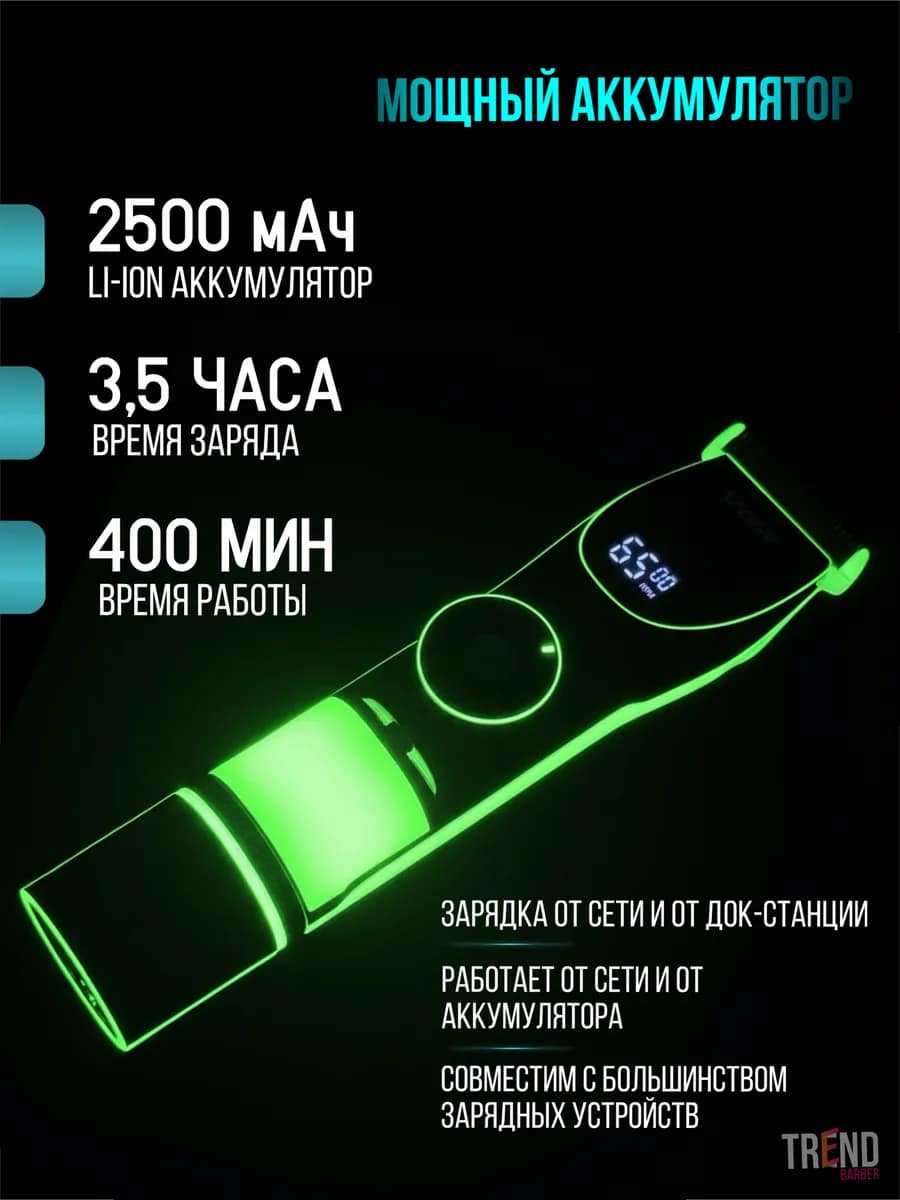 МОЩНЫЙ АККУМУЛЯТОР
2500 мАч
LI-ION АККУМУЛЯТОР
3,5 ЧАСА
ВРЕМЯ ЗАРЯДА
400 МИН
ВРЕМЯ РАБОТЫ
6500
RPM
ЗАРЯДКА ОТ СЕТИ И ОТ ДОК-СТАНЦИИ
РАБОТАЕТ ОТ СЕТИ И ОТ
АККУМУЛЯТОРА
СОВМЕСТИМ С БОЛЬШИНСТВОМ
ЗАРЯДНЫХ УСТРОЙСТВ
TREND
BARBER